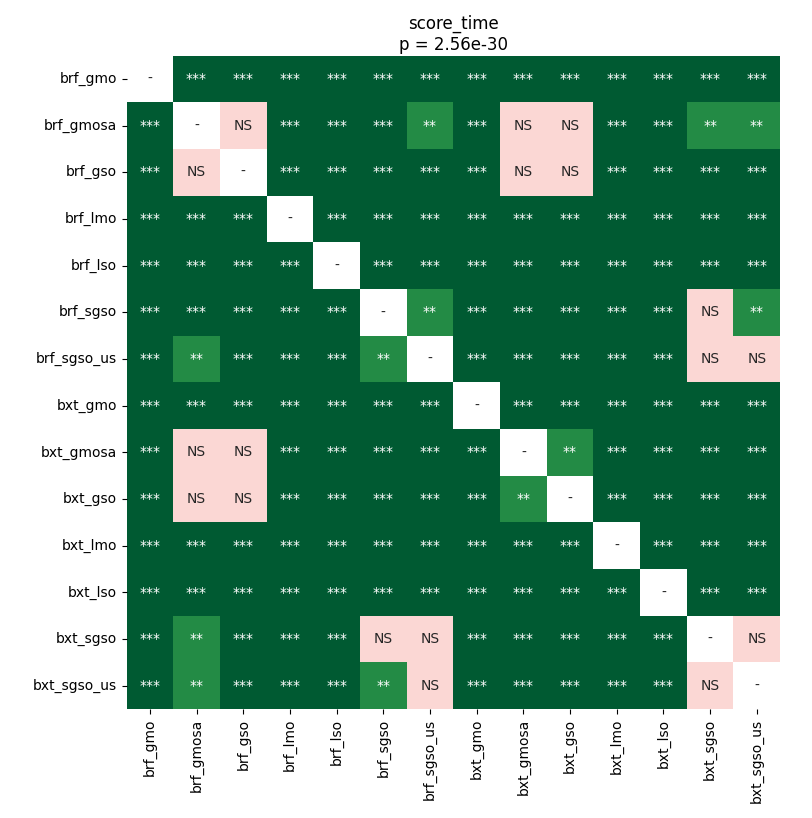 score_time
p = 2.56e-30
brf_gmo - *** *** *** *** *** *** *** *** *** *** *** *** ***
brf_gmosa *** - NS *** *** *** ** *** NS NS *** *** ** **
brf_gso *** NS - *** *** *** *** *** NS NS *** *** *** ***
brf_lmo *** *** *** - *** *** *** *** *** *** *** *** *** ***
brf_lso *** *** *** *** - *** *** *** *** *** *** *** *** ***
brf_sgso *** *** *** *** *** - ** *** *** *** *** *** NS **
brf_sgso_us *** ** *** *** *** ** - *** *** *** *** *** NS NS
bxt_gmo *** *** *** *** *** *** *** - *** *** *** *** *** ***
bxt_gmosa *** NS NS *** *** *** *** *** - ** *** *** *** ***
bxt_gso *** NS NS *** *** *** *** *** ** - *** *** *** ***
bxt_lmo *** *** *** *** *** *** *** *** *** *** - *** *** ***
bxt_lso *** *** *** *** *** *** *** *** *** *** *** - *** ***
bxt_sgso *** ** *** *** *** NS NS *** *** *** *** *** - NS
bxt_sgso_us *** ** *** *** *** ** NS *** *** *** *** *** NS -
brf_gmo
brf_gmosa
brf_gso
brf_lmo
brf_lso
brf_sgso
brf_sgso_us
bxt_gmo
bxt_gmosa
bxt_gso
bxt_lmo
bxt_lso
bxt_sgso
bxt_sgso_us